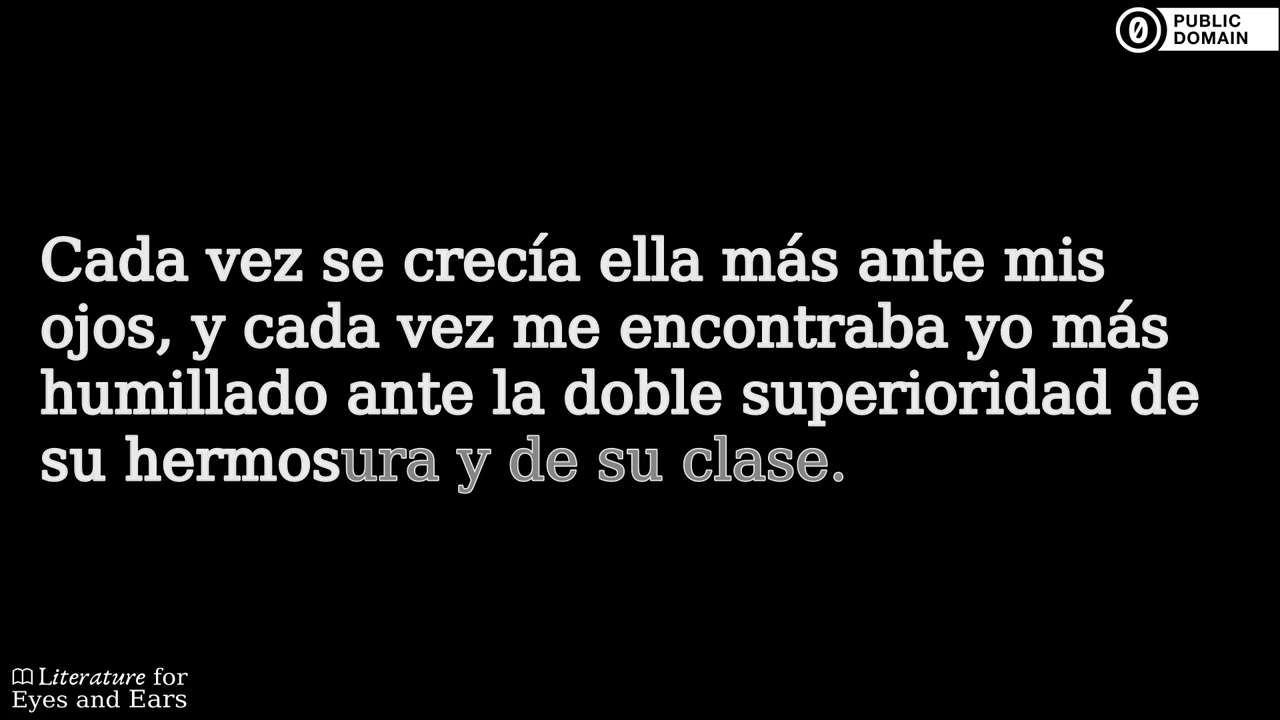 PUBLIC
DOMAIN
Cada vez se crecía ella más ante mis
ojos, y cada vez me encontraba yo más
humillado ante la doble superioridad de
su hermosura y de su clase.
Literature for
Eyes and Ears